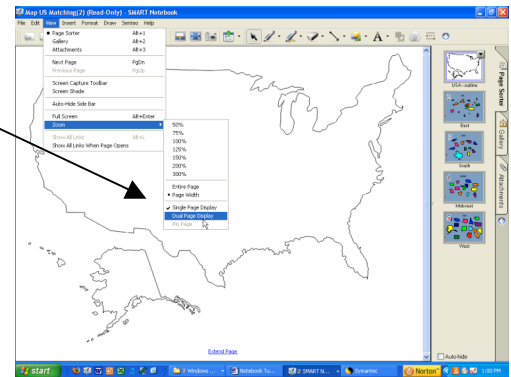 Map US Matching(2) (Read-Only) - SMART Notebook
File Edit View Insert Format Draw Sentso Help
Page Sorter Alt+1
Gallery Alt+2
Attachments Alt+3
Next Page PgDn
Previous Page PgUp
Screen Capture Toolbar
Screen Shade
Auto-Hide Side Bar
Full Screen Alt+Enter
Zoom
Show All Links Alt+L
Show All Links When Page Opens
50%
75%
100%
125%
150%
200%
300%
Entire Page
Page Width
Single Page Display
Dual Page Display
Pin Page
USA - outline
East
South
Midwest
West
Page Sorter
Gallery
Attachments
Extend Page
Auto-hide
start
7 Windows ...
Notebook Tu...
2 SMART N...
Symantec
Norton
1:00 PM